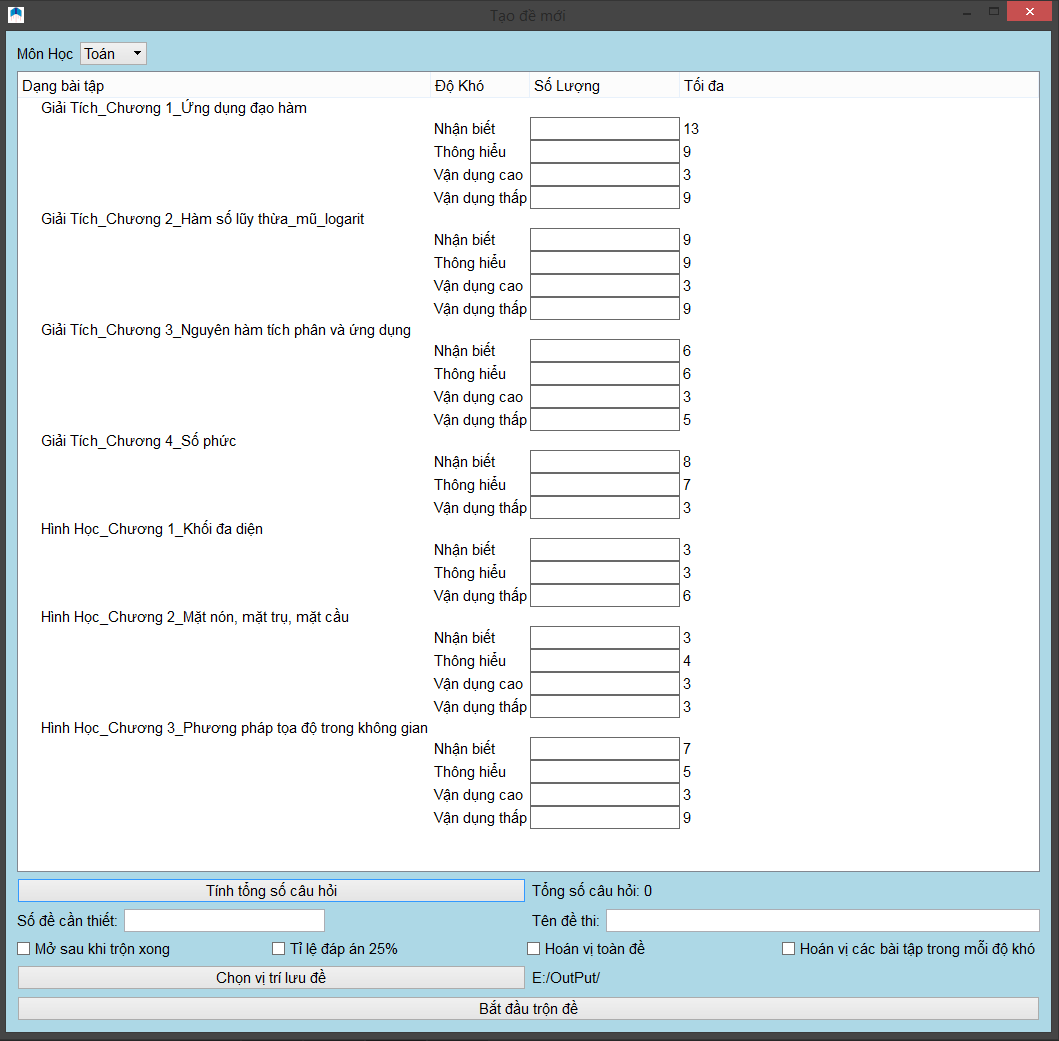 Tạo đề mới
Môn Học Toán
Dạng bài tập Độ Khó Số Lượng Tối đa
Giải Tích_Chương 1_Ứng dụng đạo hàm
Nhận biết 13
Thông hiểu 9
Vận dụng cao 3
Vận dụng thấp 9
Giải Tích_Chương 2_Hàm số lũy thừa_mũ_logarit
Nhận biết 9
Thông hiểu 9
Vận dụng cao 3
Vận dụng thấp 9
Giải Tích_Chương 3_Nguyên hàm tích phân và ứng dụng
Nhận biết 6
Thông hiểu 6
Vận dụng cao 3
Vận dụng thấp 5
Giải Tích_Chương 4_Số phức
Nhận biết 8
Thông hiểu 7
Vận dụng thấp 3
Hình Học_Chương 1_Khối đa diện
Nhận biết 3
Thông hiểu 3
Vận dụng thấp 6
Hình Học_Chương 2_Mặt nón, mặt trụ, mặt cầu
Nhận biết 3
Thông hiểu 4
Vận dụng cao 3
Vận dụng thấp 3
Hình Học_Chương 3_Phương pháp tọa độ trong không gian
Nhận biết 7
Thông hiểu 5
Vận dụng cao 3
Vận dụng thấp 9
Tính tổng số câu hỏi Tổng số câu hỏi: 0
Số đề cần thiết: Tên đề thi:
Mở sau khi trộn xong Tỉ lệ đáp án 25% Hoán vị toàn đề Hoán vị các bài tập trong mỗi độ khó
Chọn vị trí lưu đề E:/OutPut/
Bắt đầu trộn đề